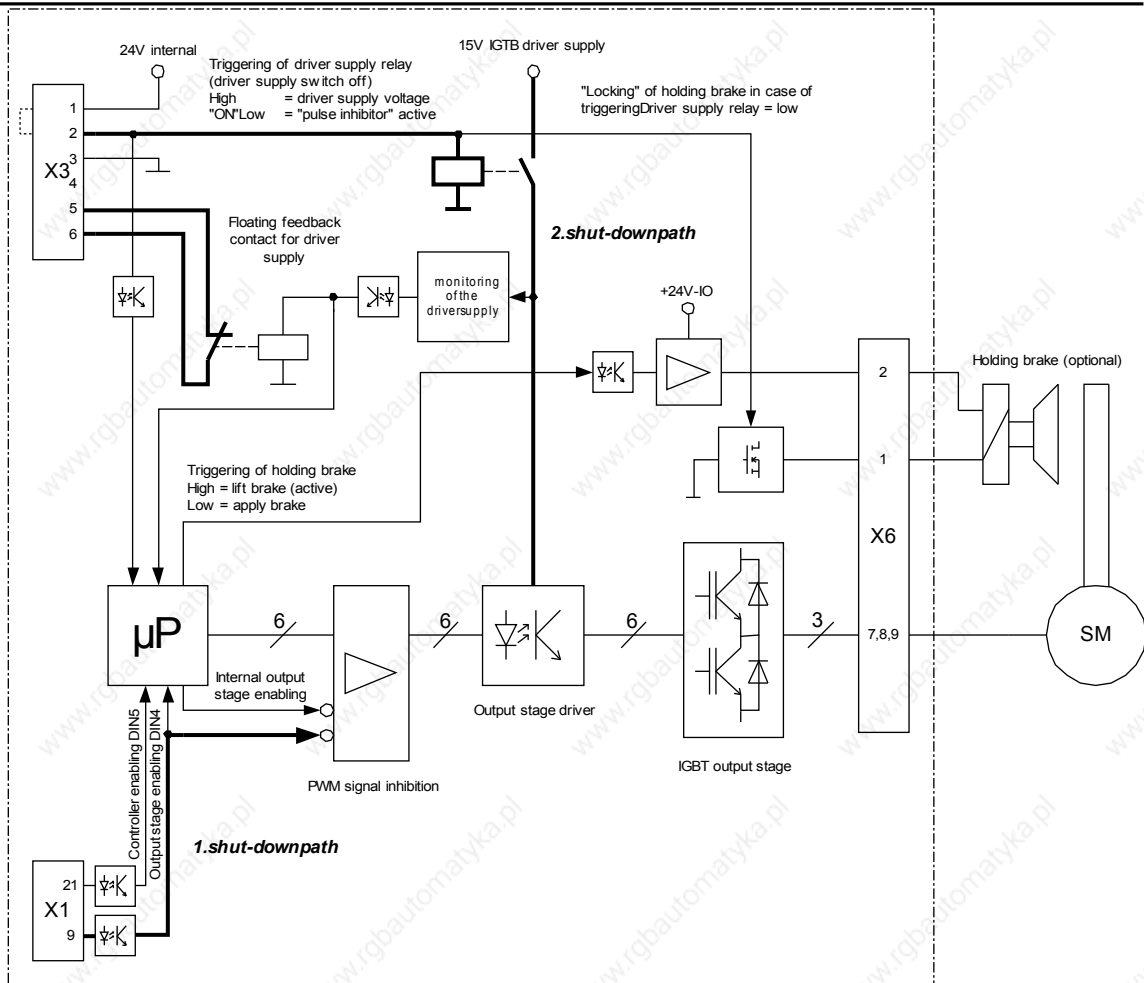 24V internal
15V IGTB driver supply
Triggering of driver supply relay
(driver supply switch off)
High = driver supply voltage
"ON"Low = "pulse inhibitor" active
"Locking" of holding brake in case of
triggeringDriver supply relay = low
1
2
3
X3
4
5
6
Floating feedback
contact for driver
supply
2.shut-downpath
monitoring
of the
driversupply
+24V-IO
Holding brake (optional)
2
1
X6
Triggering of holding brake
High = lift brake (active)
Low = apply brake
µP
6
6
6
3
7,8,9
SM
Internal output
stage enabling
Output stage driver
IGBT output stage
PWM signal inhibition
Controller enabling DIN5
Output stage enabling DIN4
1.shut-downpath
21
X1
9
www.rgbautomatyka.pl